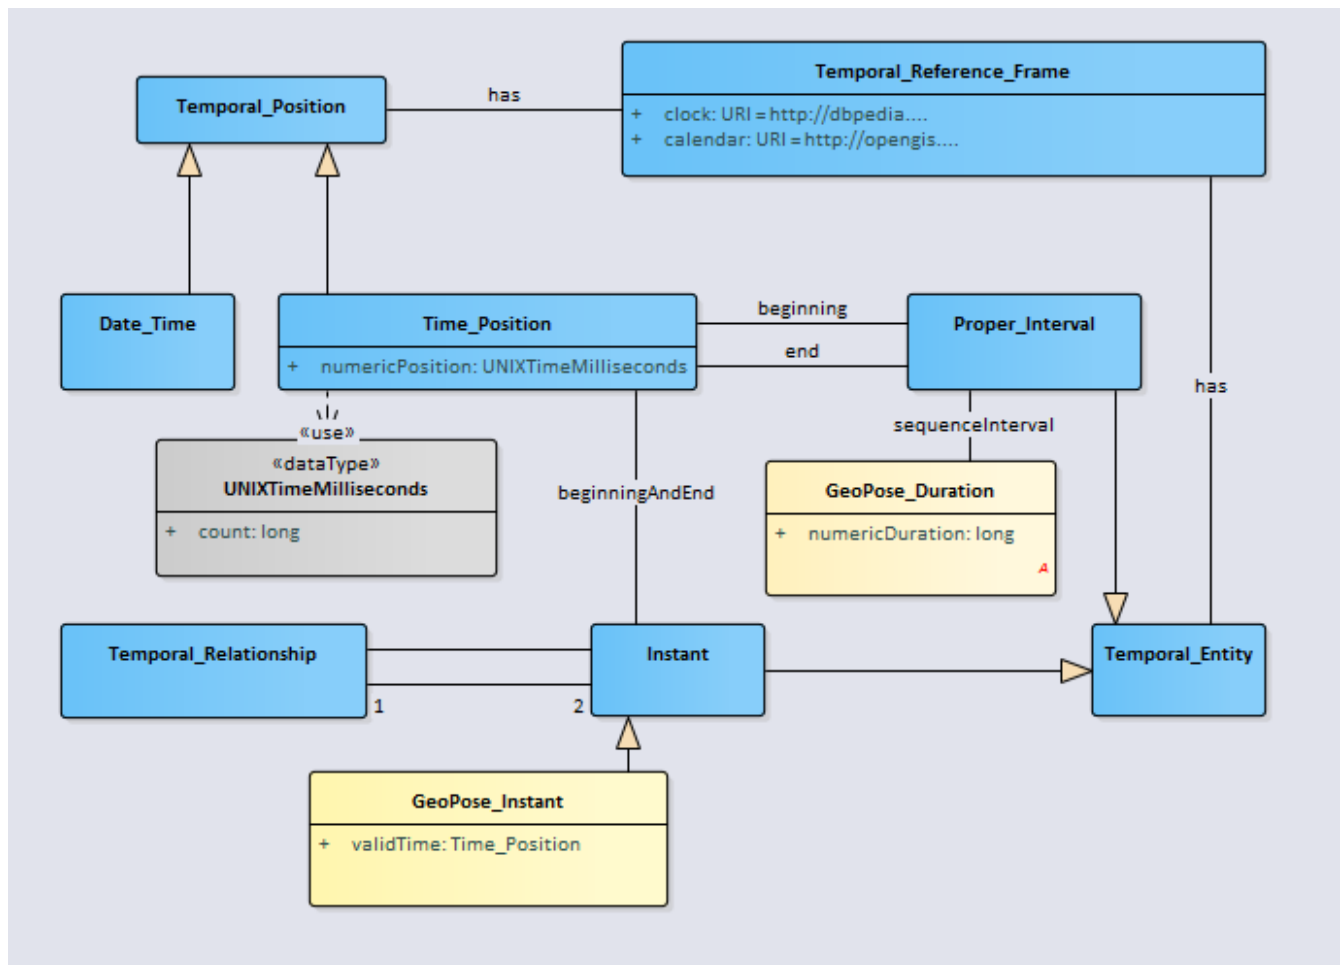 Temporal_Reference_Frame
+ clock: URI = http://dbpedia....
+ calendar: URI = http://opengis....
Temporal_Position
has
Date_Time
Time_Position
+ numericPosition: UNIXTimeMilliseconds
beginning
end
Proper_Interval
has
«use»
«dataType»
UNIXTimeMilliseconds
+ count: long
beginningAndEnd
sequenceInterval
GeoPose_Duration
+ numericDuration: long
A
Temporal_Relationship
1
2
Instant
Temporal_Entity
GeoPose_Instant
+ validTime: Time_Position